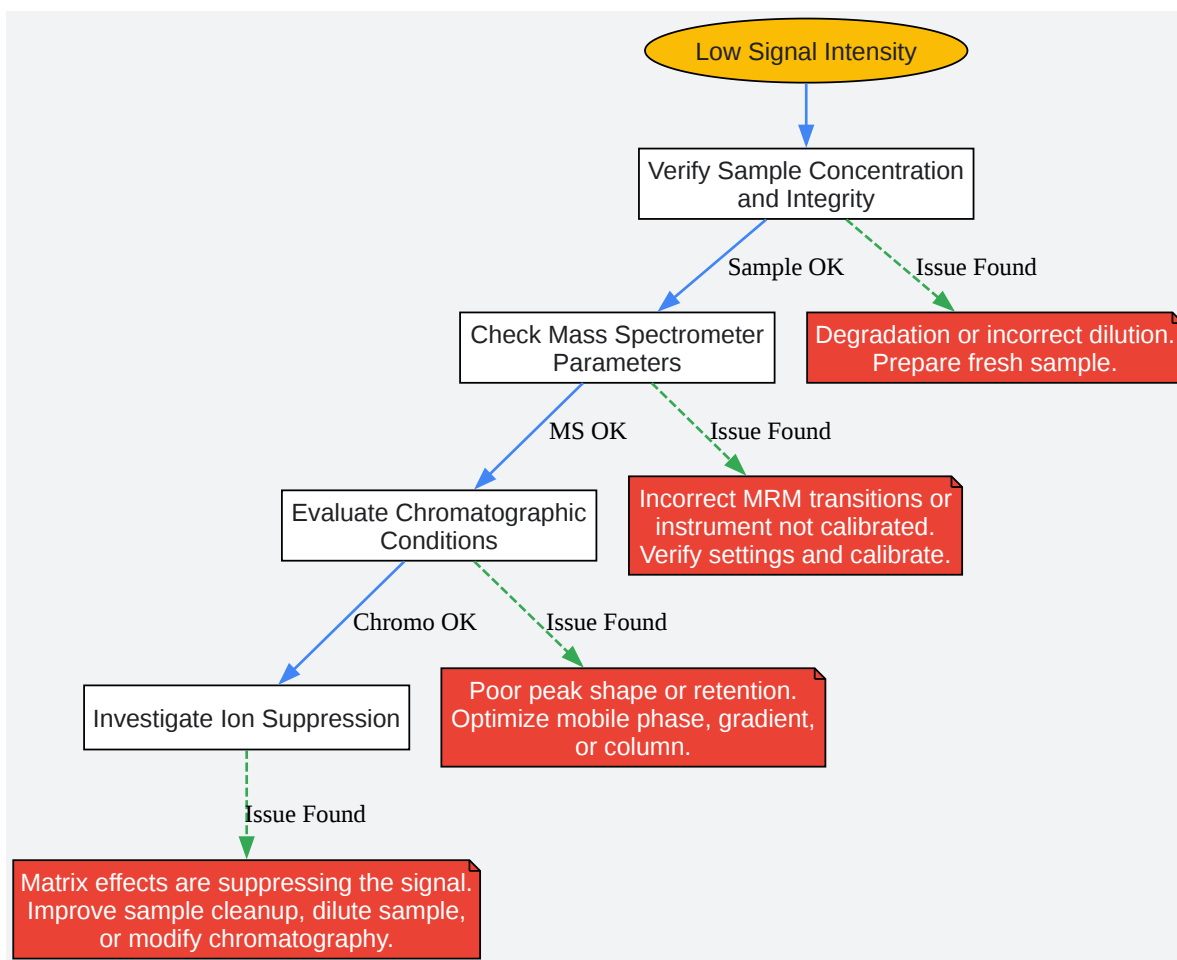 Low Signal Intensity
Verify Sample Concentration
and Integrity
Sample OK
Issue Found
Check Mass Spectrometer
Parameters
Degradation or incorrect dilution.
Prepare fresh sample.
MS OK
Issue Found
Evaluate Chromatographic
Conditions
Incorrect MRM transitions or
instrument not calibrated.
Verify settings and calibrate.
Chromo OK
Issue Found
Investigate Ion Suppression
Poor peak shape or retention.
Optimize mobile phase, gradient,
or column.
Issue Found
Matrix effects are suppressing the signal.
Improve sample cleanup, dilute sample,
or modify chromatography.